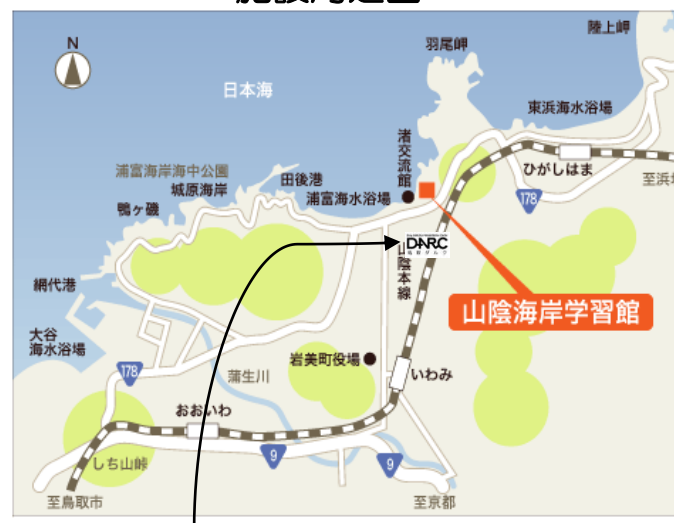 陸上岬
羽尾岬
N
日本海
東浜海水浴場
渚交流館
ひがしはま
浦富海岸海中公園
城原海岸
田後港
浦富海水浴場
至浜坂
178
鴨ヶ磯
DARC
山陰本線
網代港
山陰海岸学習館
大谷
海水浴場
岩美町役場
178
蒲生川
いわみ
おおいわ
しち山峠
9
9
至鳥取市
至京都